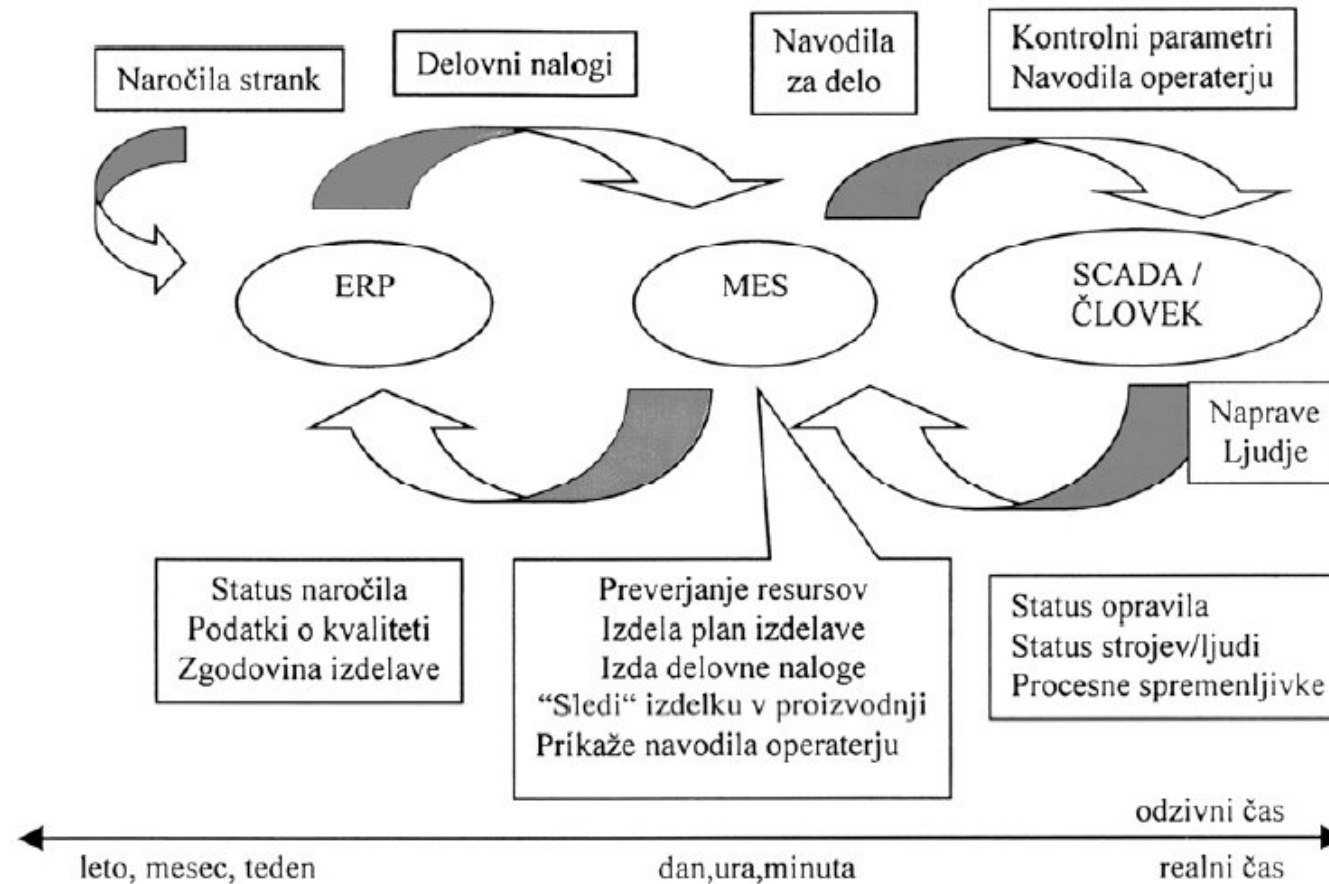 Naročila strank
Delovni nalogi
Navodila
za delo
Kontrolni parametri
Navodila operaterju
ERP
MES
SCADA /
ČLOVEK
Naprave
Ljudje
Status naročila
Podatki o kvaliteti
Zgodovina izdelave
Preverjanje resursov
Izdela plan izdelave
Izda delovne naloge
“Sledi“ izdelku v proizvodnji
Prikaže navodila operaterju
Status opravila
Status strojev/ljudi
Procesne spremenljivke
odzivni čas
leto, mesec, teden
dan,ura,minuta
realni čas